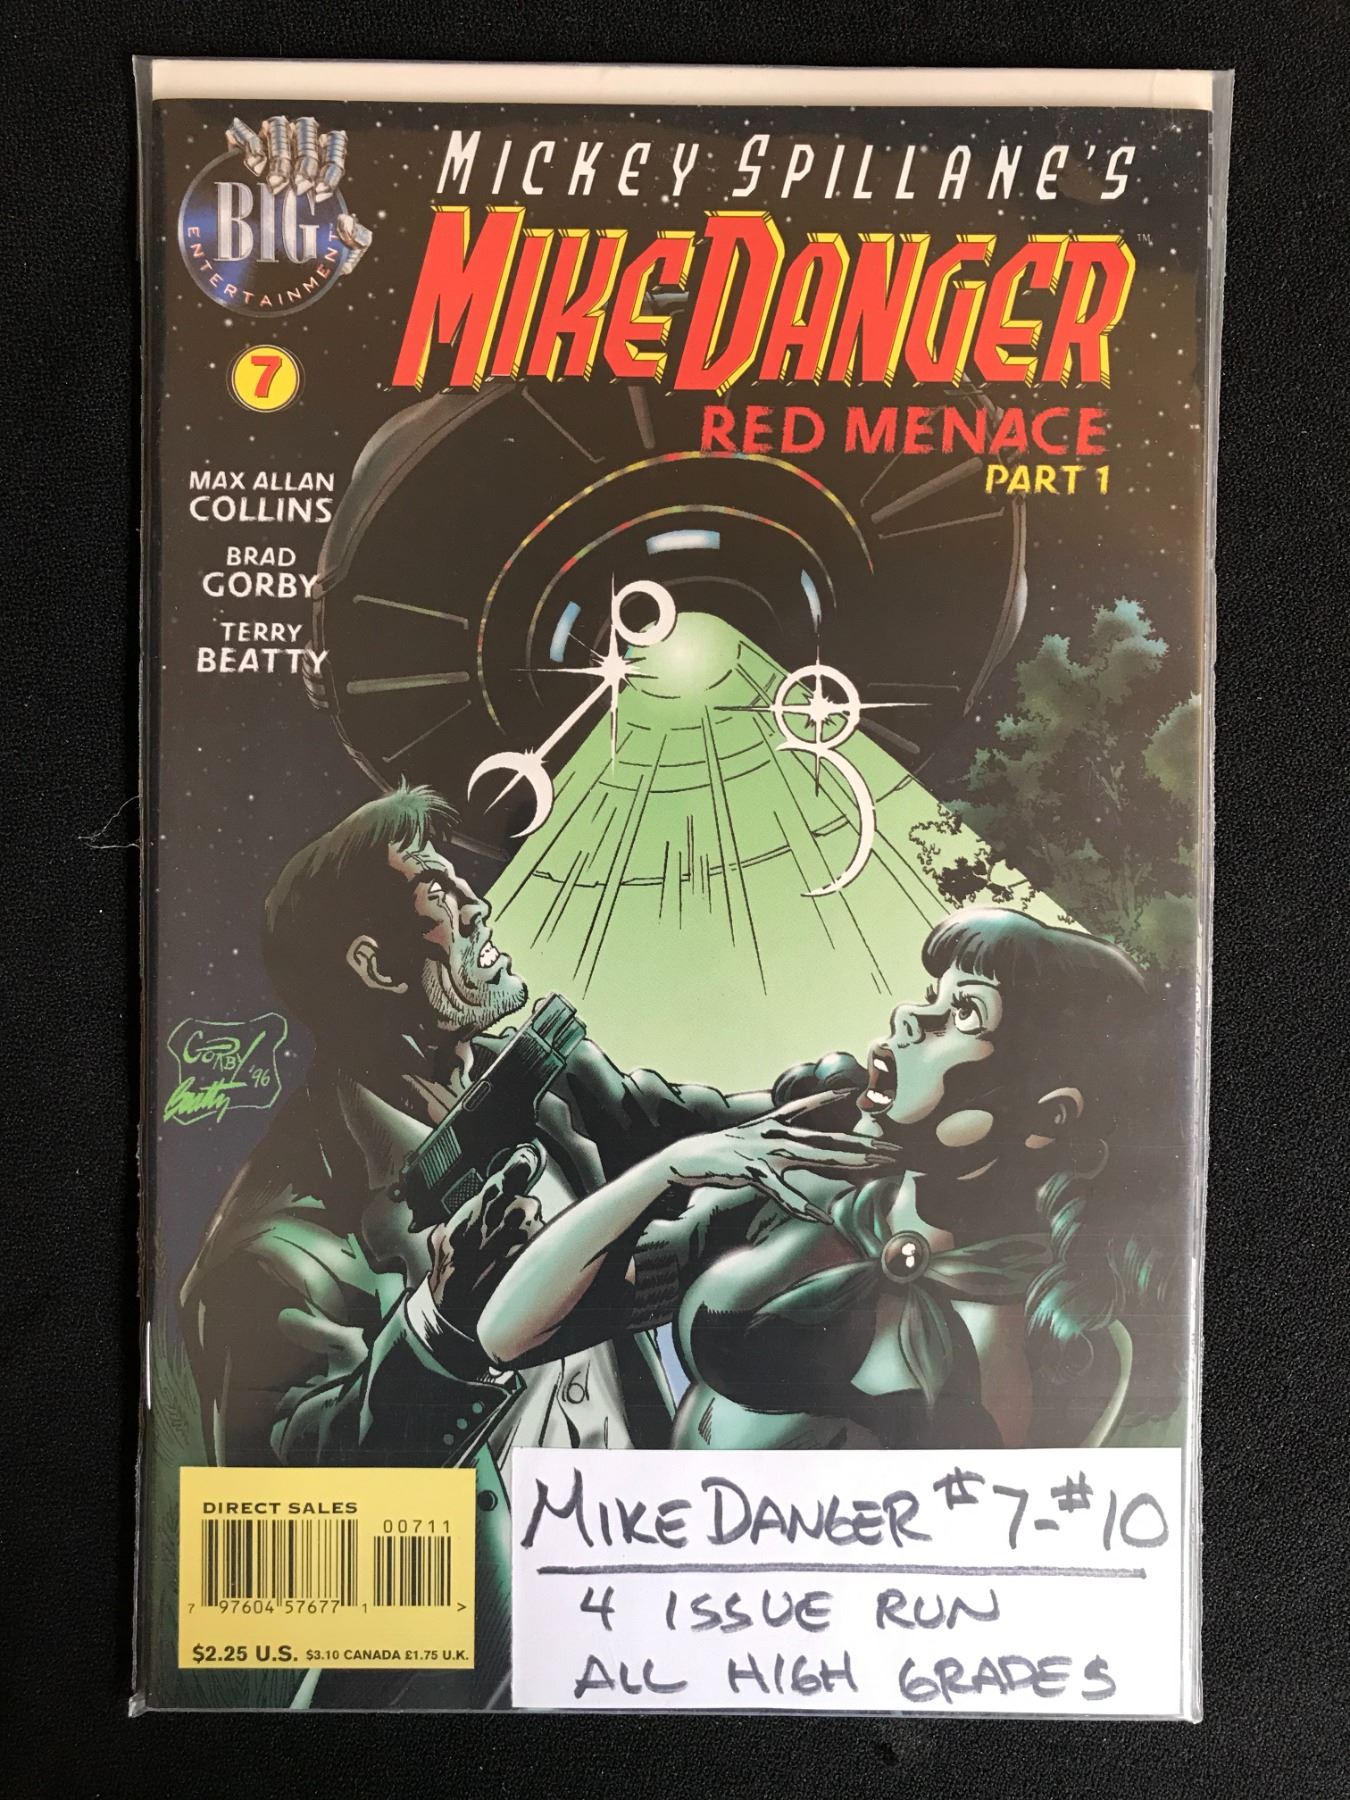 MICKEY SPILLANE'S
MIKE DANGER™
RED MENACE
PART 1
BIG
ENTERTAINMENT
7
MAX ALLAN
COLLINS
BRAD
GORBY
TERRY
BEATTY
GORBY
Beatty '96
DIRECT SALES
00711
7 97604 57677 1 >
$2.25 U.S. $3.10 CANADA £1.75 U.K.
MIKE DANGER #7-#10
4 ISSUE RUN
ALL HIGH GRADES